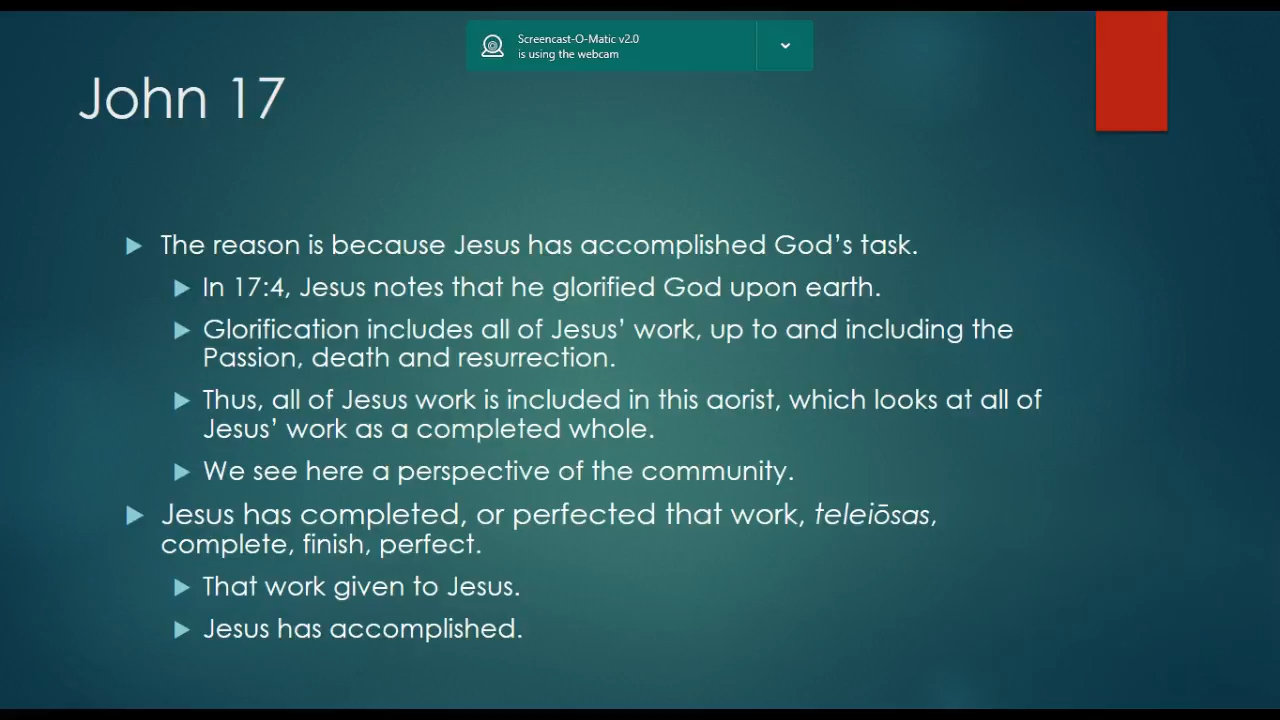 Screencast-O-Matic v2.0
is using the webcam
John 17
The reason is because Jesus has accomplished God’s task.
In 17:4, Jesus notes that he glorified God upon earth.
Glorification includes all of Jesus’ work, up to and including the
Passion, death and resurrection.
Thus, all of Jesus work is included in this aorist, which looks at all of
Jesus’ work as a completed whole.
We see here a perspective of the community.
Jesus has completed, or perfected that work, teleiōsas,
complete, finish, perfect.
That work given to Jesus.
Jesus has accomplished.